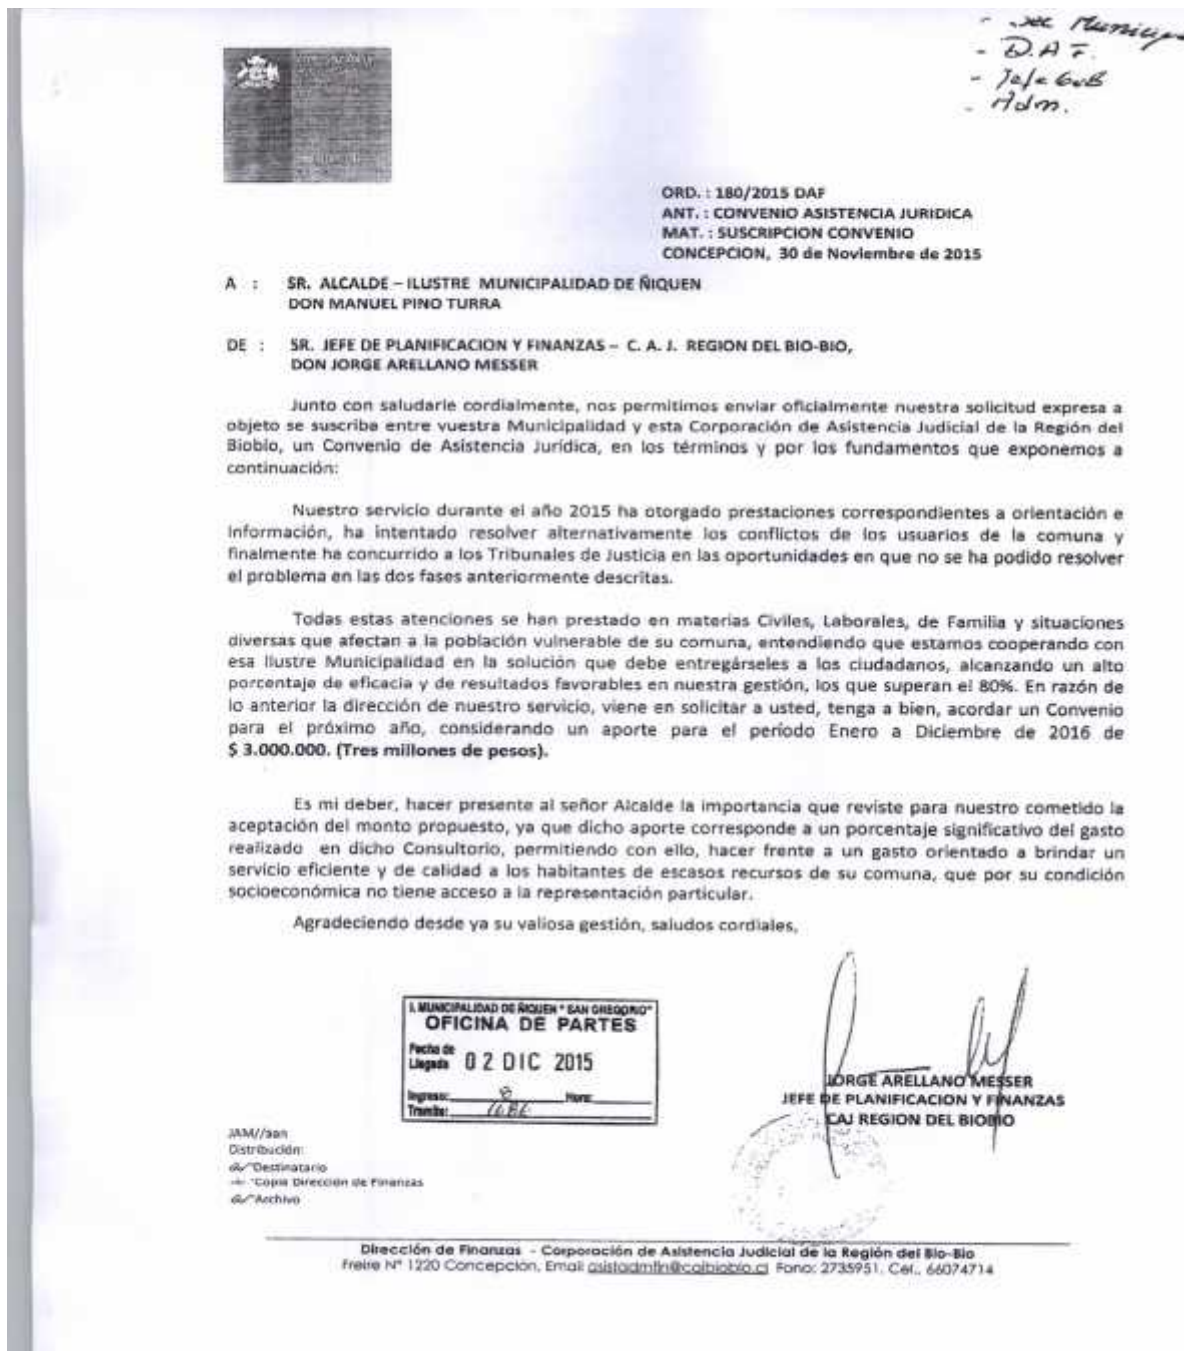 Municip
- D.A F.
- Jefe GAB
- Adm.
ORD. : 180/2015 DAF
ANT. : CONVENIO ASISTENCIA JURIDICA
MAT. : SUSCRIPCION CONVENIO
CONCEPCION, 30 de Noviembre de 2015
A : SR. ALCALDE – ILUSTRE MUNICIPALIDAD DE ÑIQUEN
DON MANUEL PINO TURRA
DE : SR. JEFE DE PLANIFICACION Y FINANZAS – C. A. J. REGION DEL BIO-BIO,
DON JORGE ARELLANO MESSER
Junto con saludarle cordialmente, nos permitimos enviar oficialmente nuestra solicitud expresa a
objeto se suscriba entre vuestra Municipalidad y esta Corporación de Asistencia Judicial de la Región del
Biobío, un Convenio de Asistencia Jurídica, en los términos y por los fundamentos que exponemos a
continuación:
Nuestro servicio durante el año 2015 ha otorgado prestaciones correspondientes a orientación e
Información, ha intentado resolver alternativamente los conflictos de los usuarios de la comuna y
finalmente ha concurrido a los Tribunales de Justicia en las oportunidades en que no se ha podido resolver
el problema en las dos fases anteriormente descritas.
Todas estas atenciones se han prestado en materias Civiles, Laborales, de Familia y situaciones
diversas que afectan a la población vulnerable de su comuna, entendiendo que estamos cooperando con
esa Ilustre Municipalidad en la solución que debe entregárseles a los ciudadanos, alcanzando un alto
porcentaje de eficacia y de resultados favorables en nuestra gestión, los que superan el 80%. En razón de
lo anterior la dirección de nuestro servicio, viene en solicitar a usted, tenga a bien, acordar un Convenio
para el próximo año, considerando un aporte para el período Enero a Diciembre de 2016 de
$ 3.000.000. (Tres millones de pesos).
Es mi deber, hacer presente al señor Alcalde la importancia que reviste para nuestro cometido la
aceptación del monto propuesto, ya que dicho aporte corresponde a un porcentaje significativo del gasto
realizado en dicho Consultorio, permitiendo con ello, hacer frente a un gasto orientado a brindar un
servicio eficiente y de calidad a los habitantes de escasos recursos de su comuna, que por su condición
socioeconómica no tiene acceso a la representación particular.
Agradeciendo desde ya su valiosa gestión, saludos cordiales,
I. MUNICIPALIDAD DE ÑIQUEN "SAN GREGORIO"
OFICINA DE PARTES
Fecha de
Llegada 02 DIC 2015
Ingreso: Hora:
Tramite:
JORGE ARELLANO MESSER
JEFE DE PLANIFICACION Y FINANZAS
CAJ REGION DEL BIOBIO
JAM//san
Distribución:
Destinatario
Copia Dirección de Finanzas
Archivo
Dirección de Finanzas - Corporación de Asistencia Judicial de la Región del Bio-Bio
Freire N° 1220 Concepción, Email asistadmfin@cajbiobio.cl Fono: 2735951, Cel.. 66074714